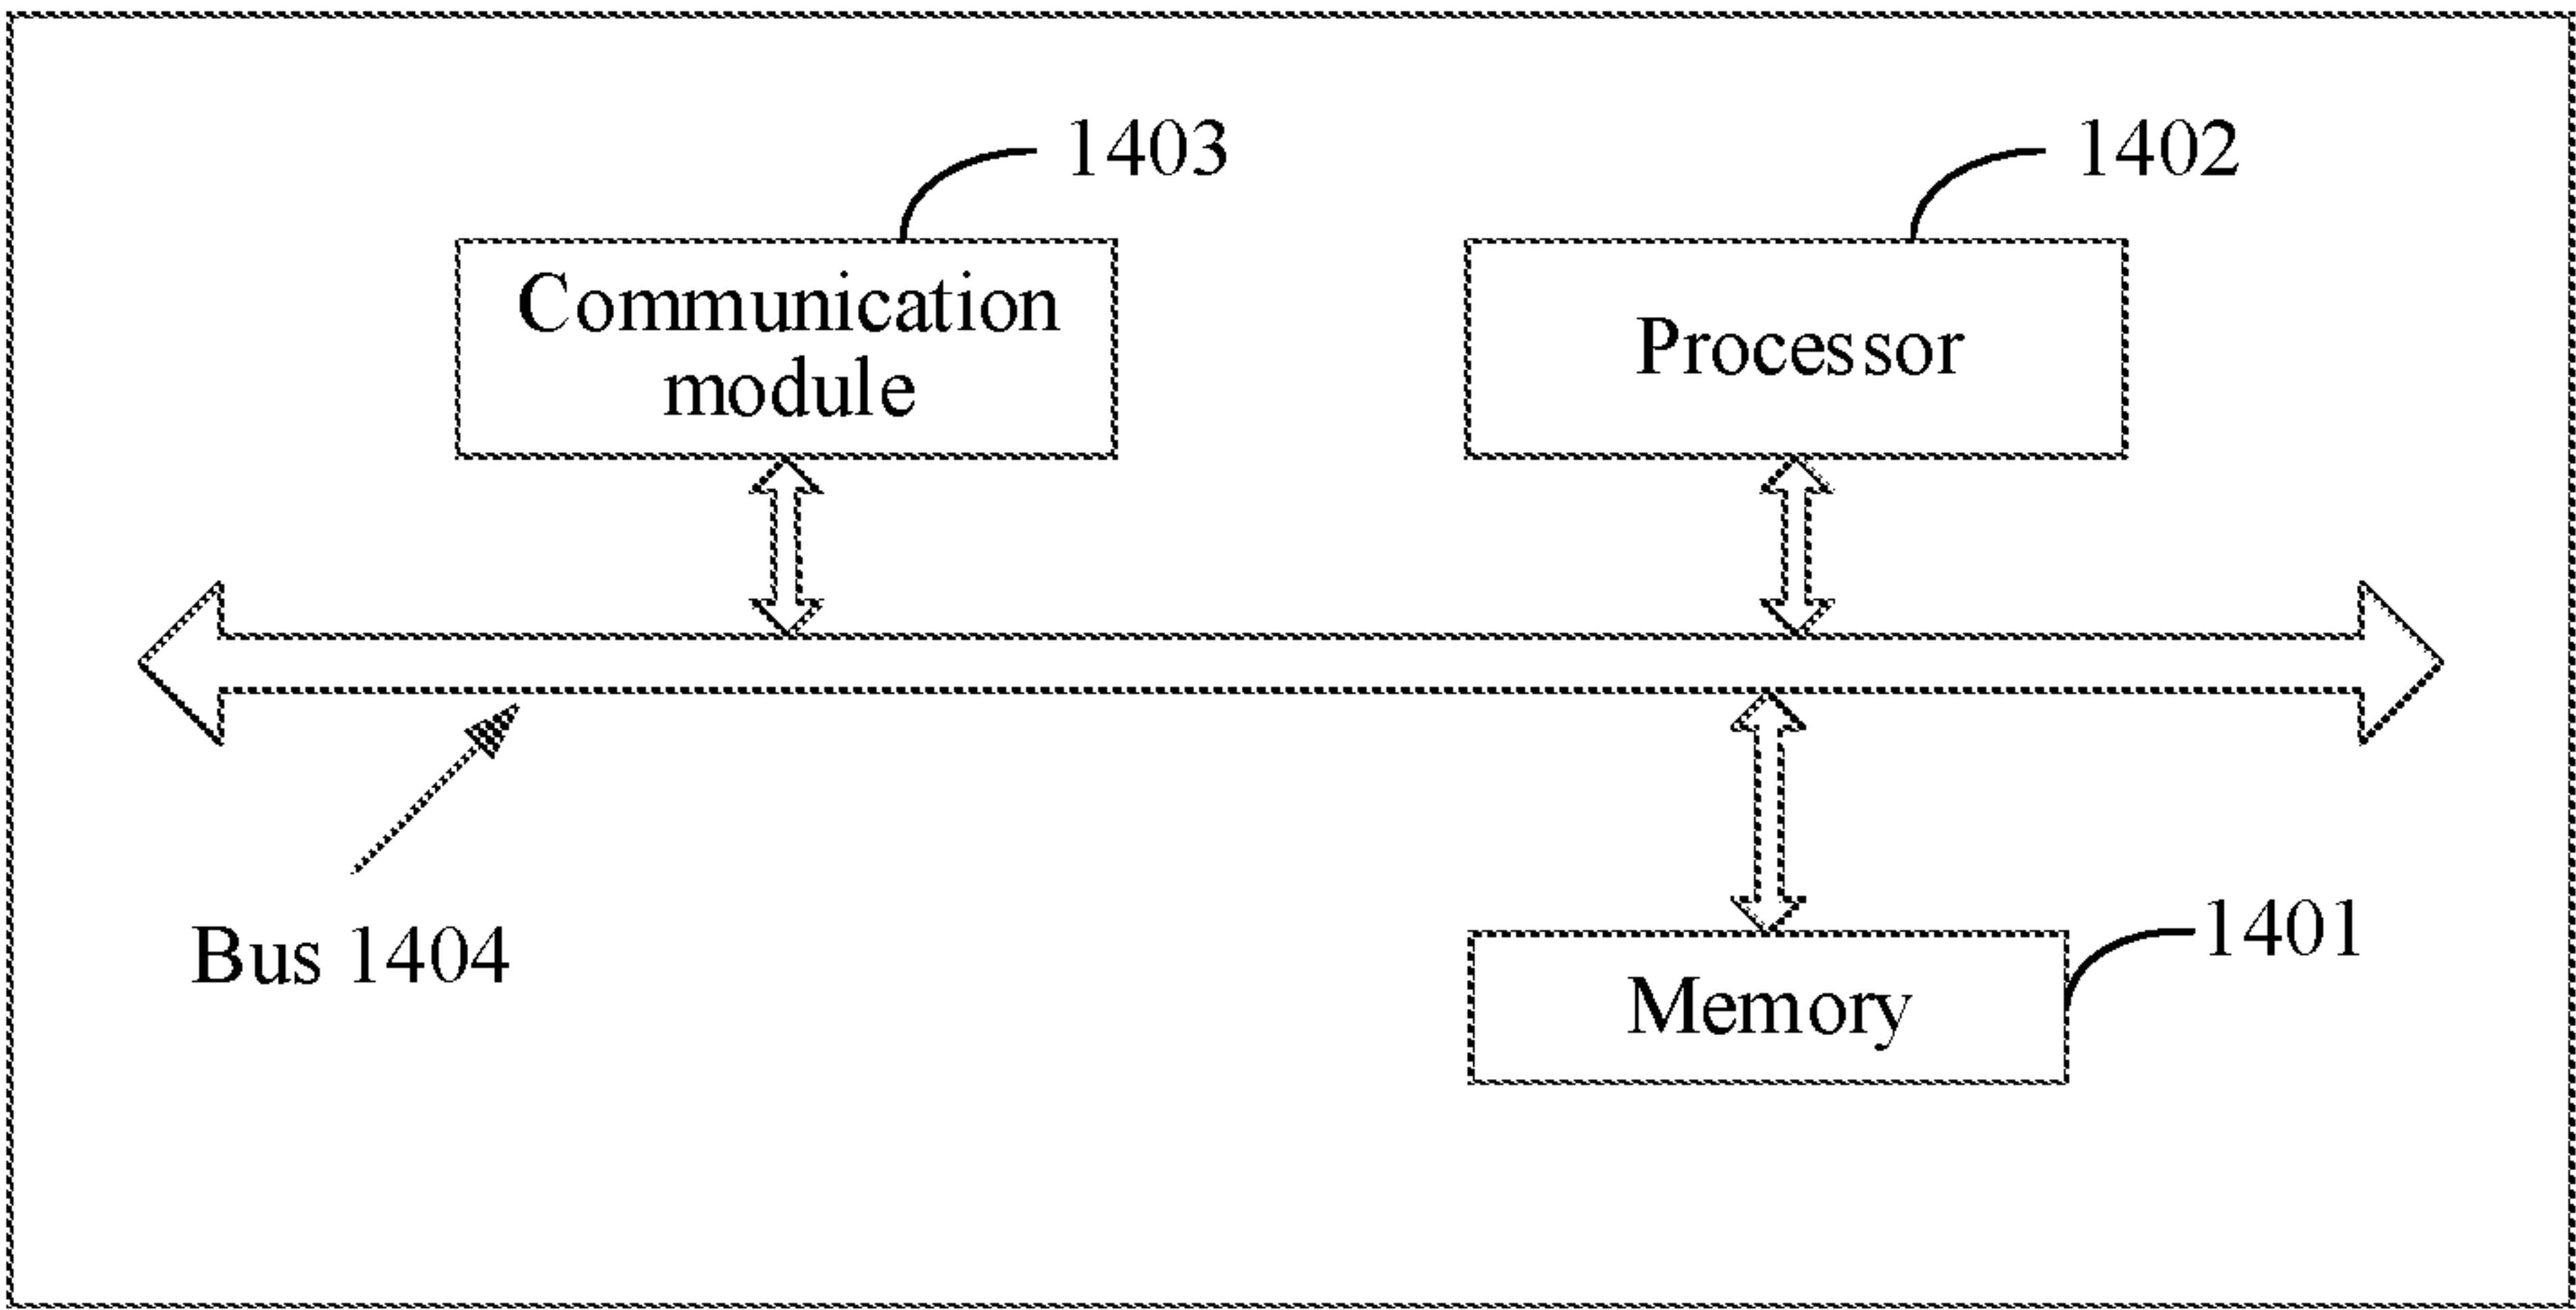 1403
1402
Communication
module
Processor
Bus 1404
1401
Memory